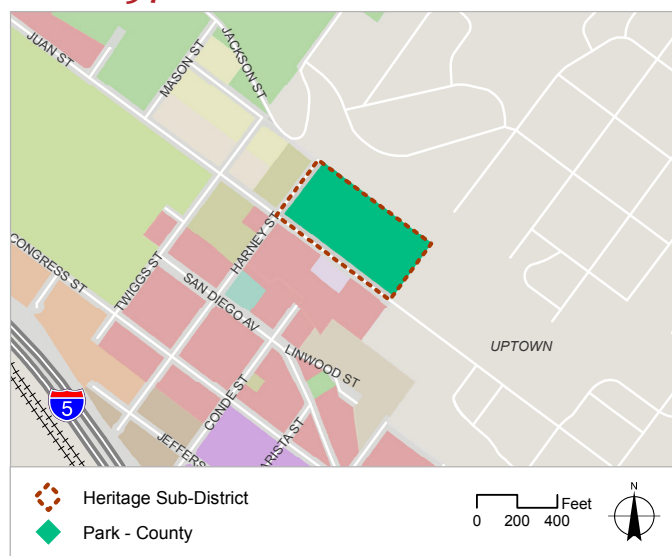 JUAN ST
MASON ST
JACKSON ST
HARNEY ST
CONGRESS ST
TWIGGS ST
SAN DIEGO AV
LINWOOD ST
UPTOWN
CONDE ST
5
JEFFERS
ARISTA ST
Heritage Sub-District
Park - County
Feet
0 200 400
N